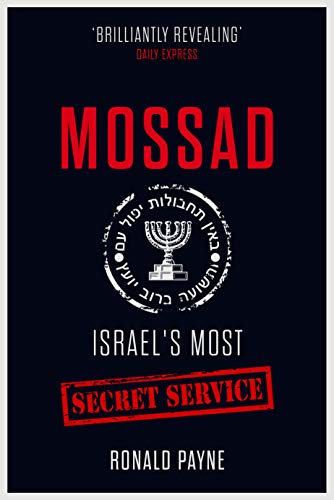 ‘BRILLIANTLY REVEALING’
DAILY EXPRESS
MOSSAD
באין תחבולות יפול עם
ותשועה ברוב יועץ
ISRAEL'S MOST
SECRET SERVICE
RONALD PAYNE